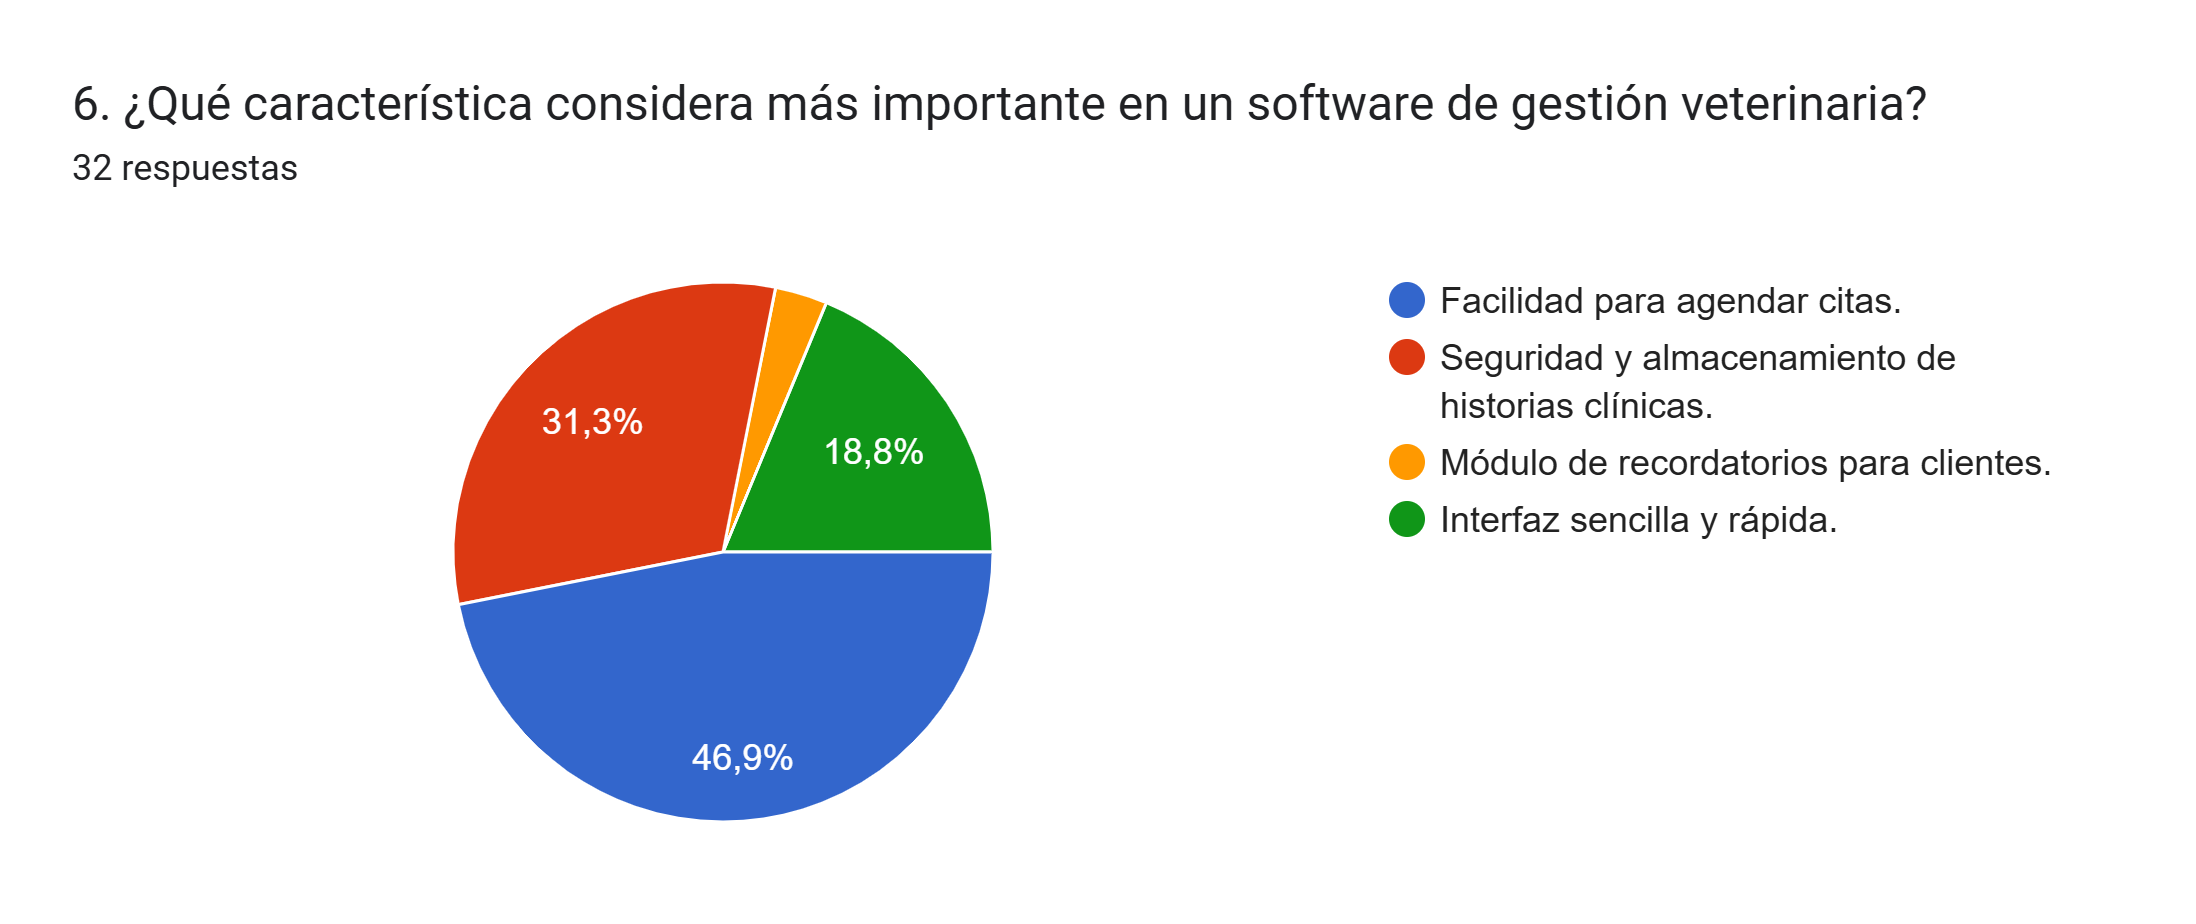 6. ¿Qué característica considera más importante en un software de gestión veterinaria?
32 respuestas
Facilidad para agendar citas.
Seguridad y almacenamiento de
historias clínicas.
Módulo de recordatorios para clientes.
Interfaz sencilla y rápida.
31,3%
18,8%
46,9%